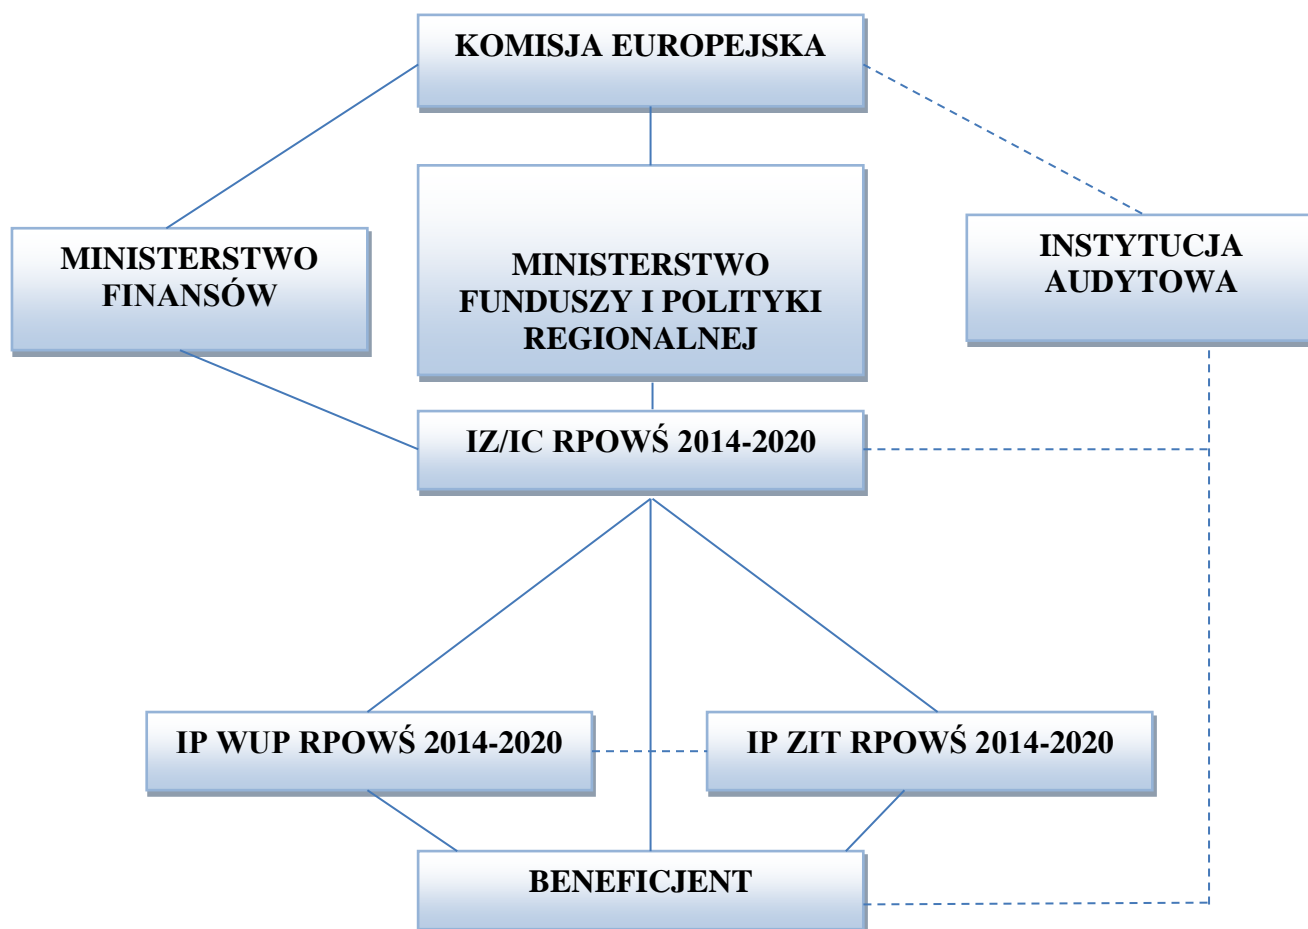 KOMISJA EUROPEJSKA
MINISTERSTWO
FINANSÓW
MINISTERSTWO
FUNDUSZY I POLITYKI
REGIONALNEJ
INSTYTUCJA
AUDYTOWA
IZ/IC RPOWŚ 2014-2020
IP WUP RPOWŚ 2014-2020
IP ZIT RPOWŚ 2014-2020
BENEFICJENT